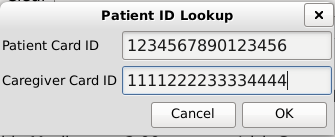 Patient ID Lookup
Patient Card ID 1234567890123456
Caregiver Card ID 1111222233334444
Cancel OK